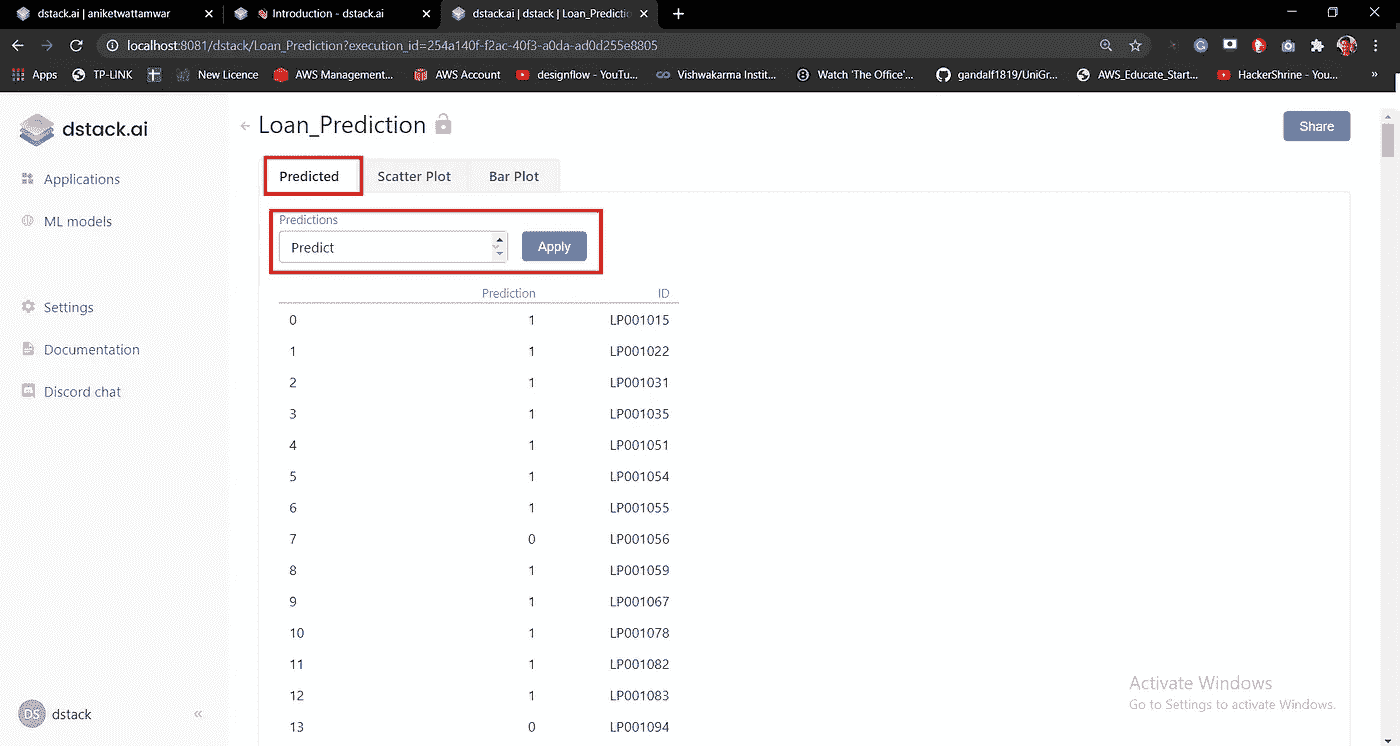 dstack.ai | aniketwattamwar
Introduction - dstack.ai
dstack.ai | dstack | Loan_Predictio
localhost:8081/dstack/Loan_Prediction?execution_id=254a140f-f2ac-40f3-a0da-ad0d255e8805
Apps TP-LINK New Licence AWS Management... AWS Account designflow - YouTu... Vishwakarma Instit... Watch 'The Office'... gandalf1819/UniGr... AWS_Educate_Start... HackerShrine - You... »
dstack.ai
Applications
ML models
Settings
Documentation
Discord chat
DS dstack «
Loan_Prediction
Share
Predicted Scatter Plot Bar Plot
Predictions
Predict Apply
Prediction ID
0 1 LP001015
1 1 LP001022
2 1 LP001031
3 1 LP001035
4 1 LP001051
5 1 LP001054
6 1 LP001055
7 0 LP001056
8 1 LP001059
9 1 LP001067
10 1 LP001078
11 1 LP001082
12 1 LP001083
13 0 LP001094
Activate Windows
Go to Settings to activate Windows.